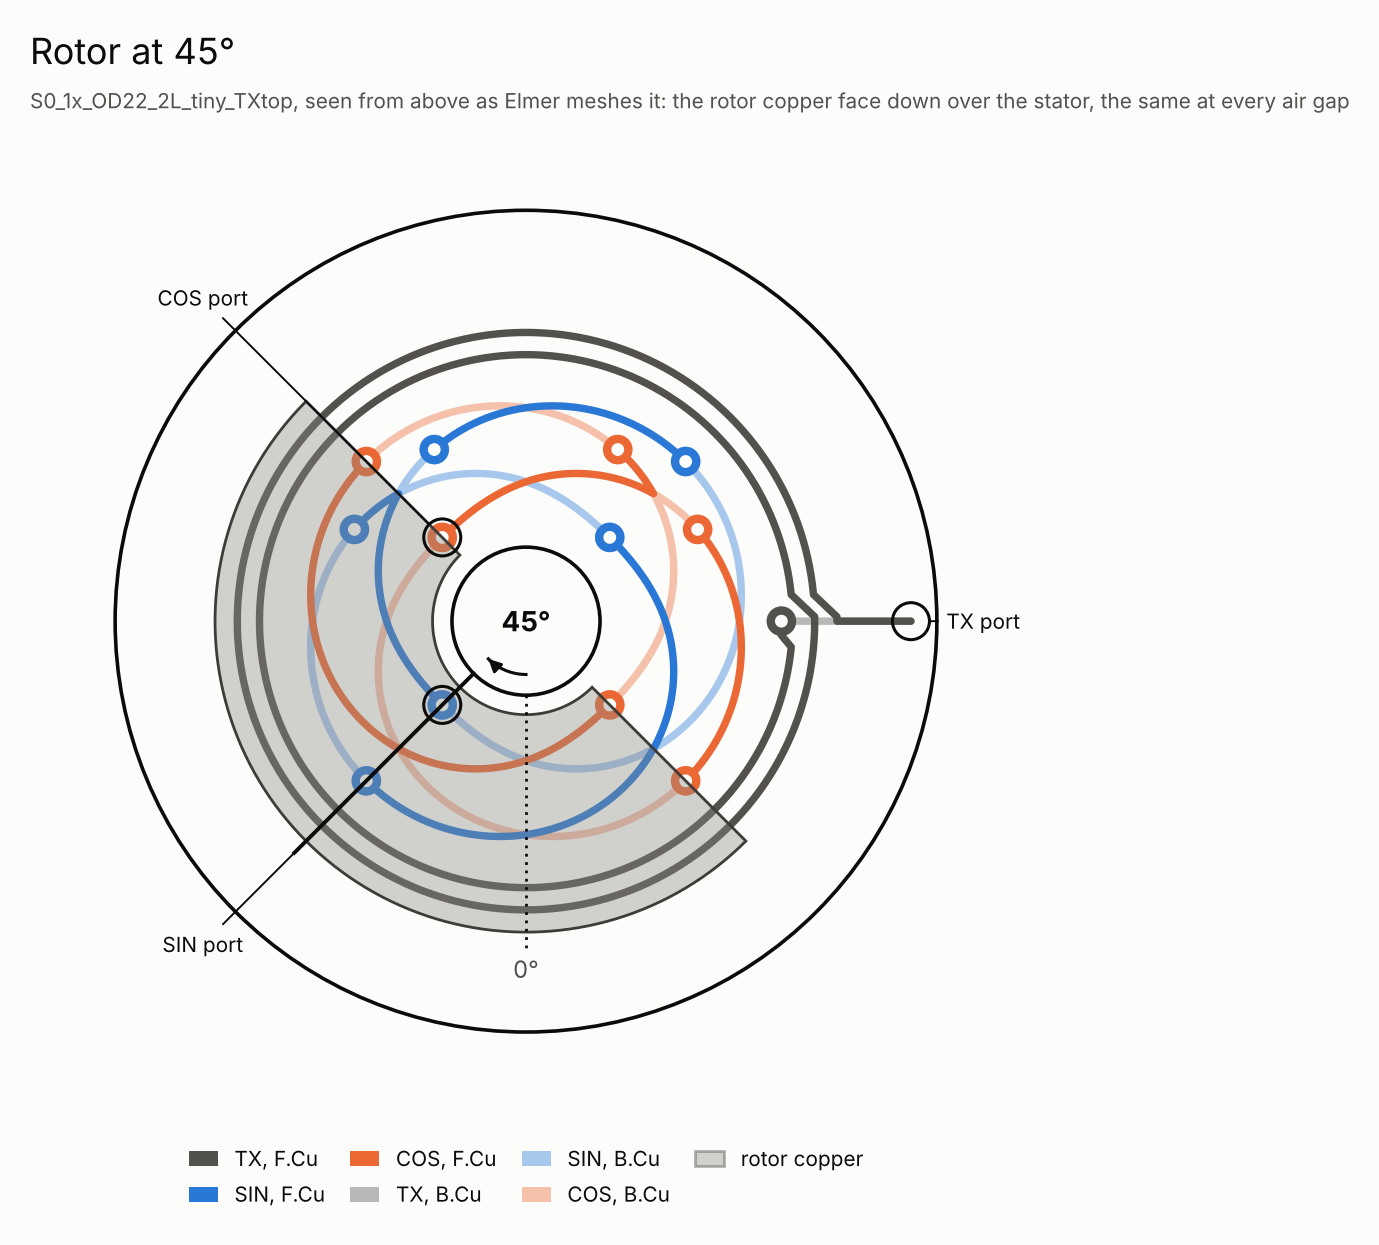 Rotor at 45°
S0_1x_OD22_2L_tiny_TXtop, seen from above as Elmer meshes it: the rotor copper face down over the stator, the same at every air gap
COS port
45°
TX port
SIN port
0°
TX, F.Cu
COS, F.Cu
SIN, B.Cu
rotor copper
SIN, F.Cu
TX, B.Cu
COS, B.Cu